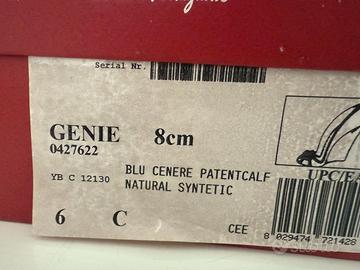 Serial Nr.
GENIE 8cm
0427622
YB C 12130 BLU CENERE PATENTCALF
NATURAL SYNTETIC
UPC/EA
6 C CEE
8 029474 721428